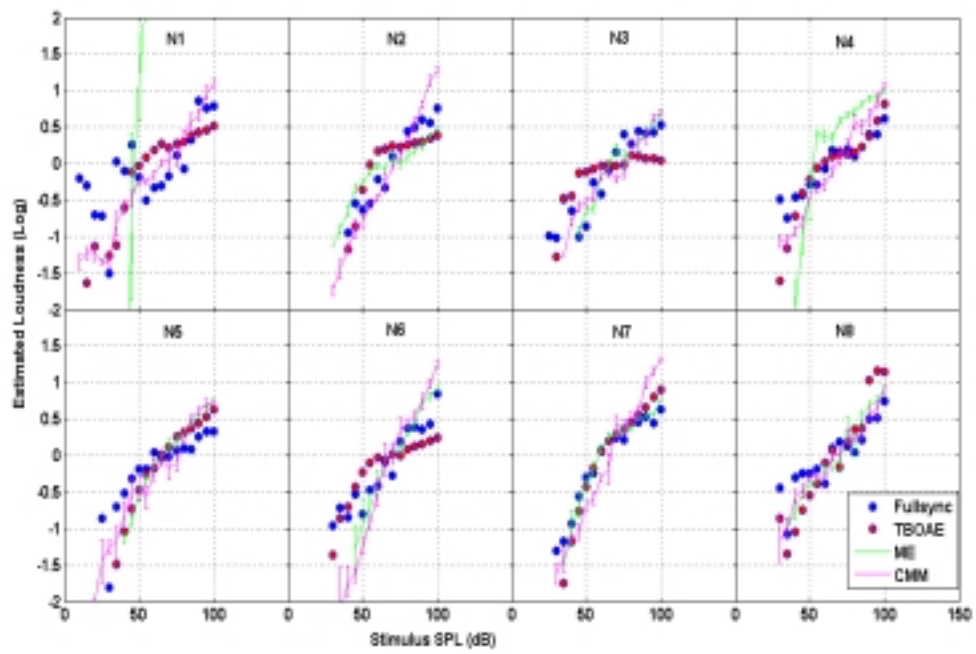 2
N1
N2
N3
N4
1.5
1
0.5
0
-0.5
-1
-1.5
-2
Estimated Loudness (Log)
N5
N6
N7
N8
1.5
1
0.5
0
-0.5
-1
-1.5
-2
Fullsync
TBOAE
ME
CMM
0 50 100 0 50 100 0 50 100 0 50 100 150
Stimulus SPL (dB)